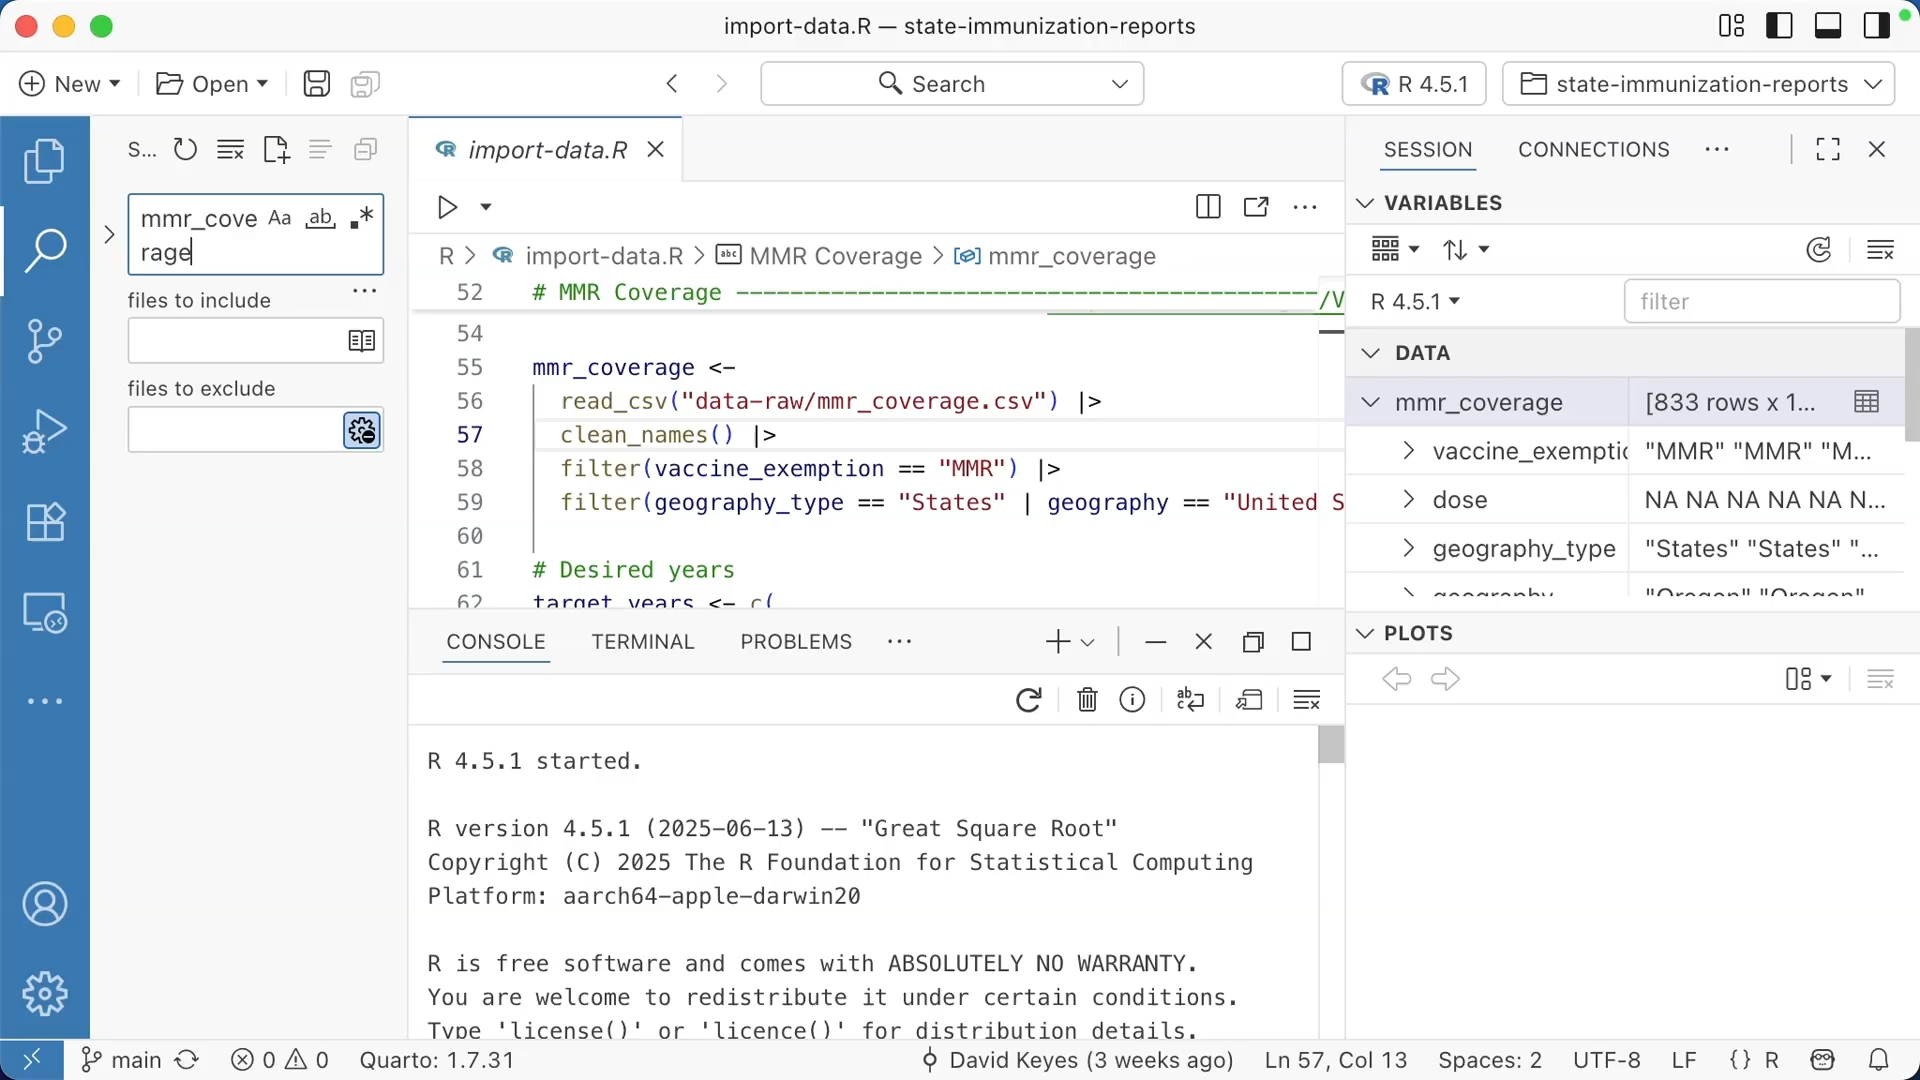 import-data.R — state-immunization-reports
New
Open
Search
R 4.5.1
state-immunization-reports
S...
mmr_cove
rage
Aa
ab
files to include
files to exclude
import-data.R
R > import-data.R > MMR Coverage > mmr_coverage
52 # MMR Coverage -------------------------------------------/V
54
55 mmr_coverage <-
56 read_csv("data-raw/mmr_coverage.csv") |>
57 clean_names() |>
58 filter(vaccine_exemption == "MMR") |>
59 filter(geography_type == "States" | geography == "United S
60
61 # Desired years
62 target_years <- c(
CONSOLE
TERMINAL
PROBLEMS
R 4.5.1 started.
R version 4.5.1 (2025-06-13) -- "Great Square Root"
Copyright (C) 2025 The R Foundation for Statistical Computing
Platform: aarch64-apple-darwin20
R is free software and comes with ABSOLUTELY NO WARRANTY.
You are welcome to redistribute it under certain conditions.
Type 'license()' or 'licence()' for distribution details.
SESSION
CONNECTIONS
VARIABLES
R 4.5.1
filter
DATA
mmr_coverage [833 rows x 1...
vaccine_exemptio "MMR" "MMR" "M...
dose NA NA NA NA NA N...
geography_type "States" "States" "...
geography "Oregon" "Oregon"
PLOTS
main
0
0
Quarto: 1.7.31
David Keyes (3 weeks ago)
Ln 57, Col 13
Spaces: 2
UTF-8
LF
{} R